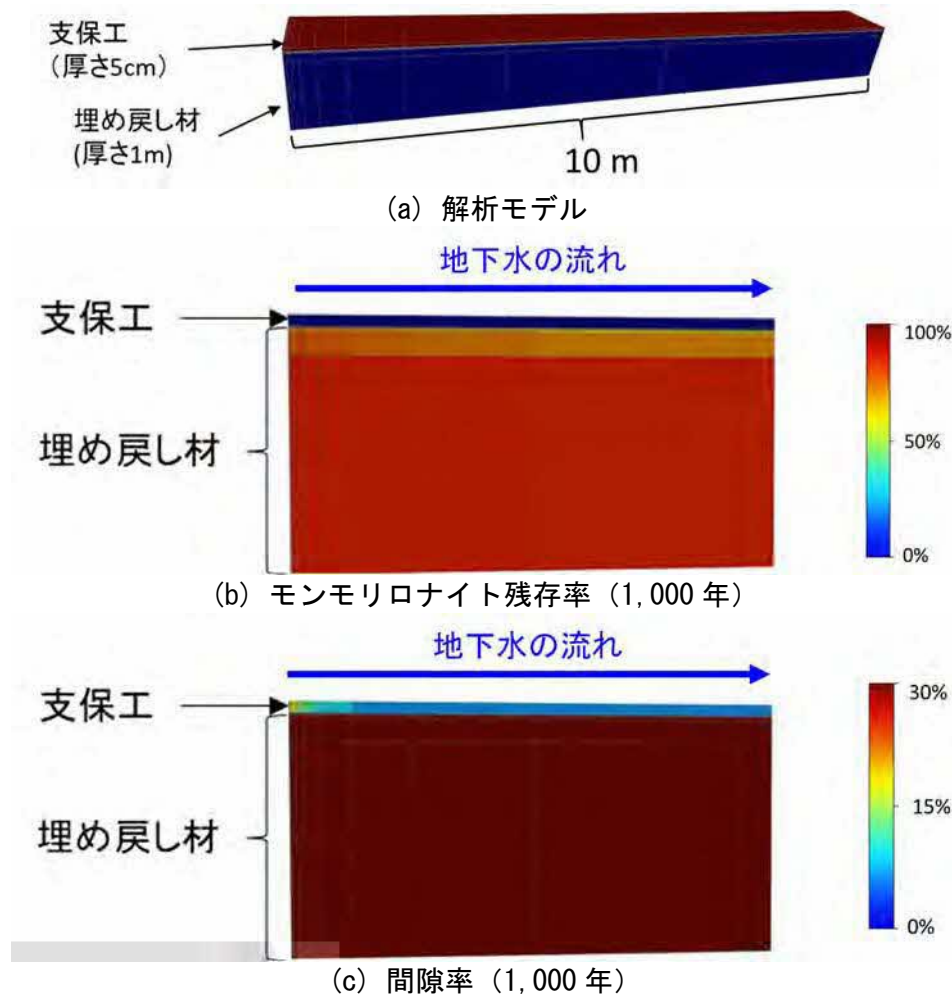 支保工
（厚さ5cm）
埋め戻し材
(厚さ1m)
10 m
(a) 解析モデル
地下水の流れ
支保工
埋め戻し材
100%
50%
0%
(b) モンモリロナイト残存率（1,000 年）
地下水の流れ
支保工
埋め戻し材
30%
15%
0%
(c) 間隙率（1,000 年）